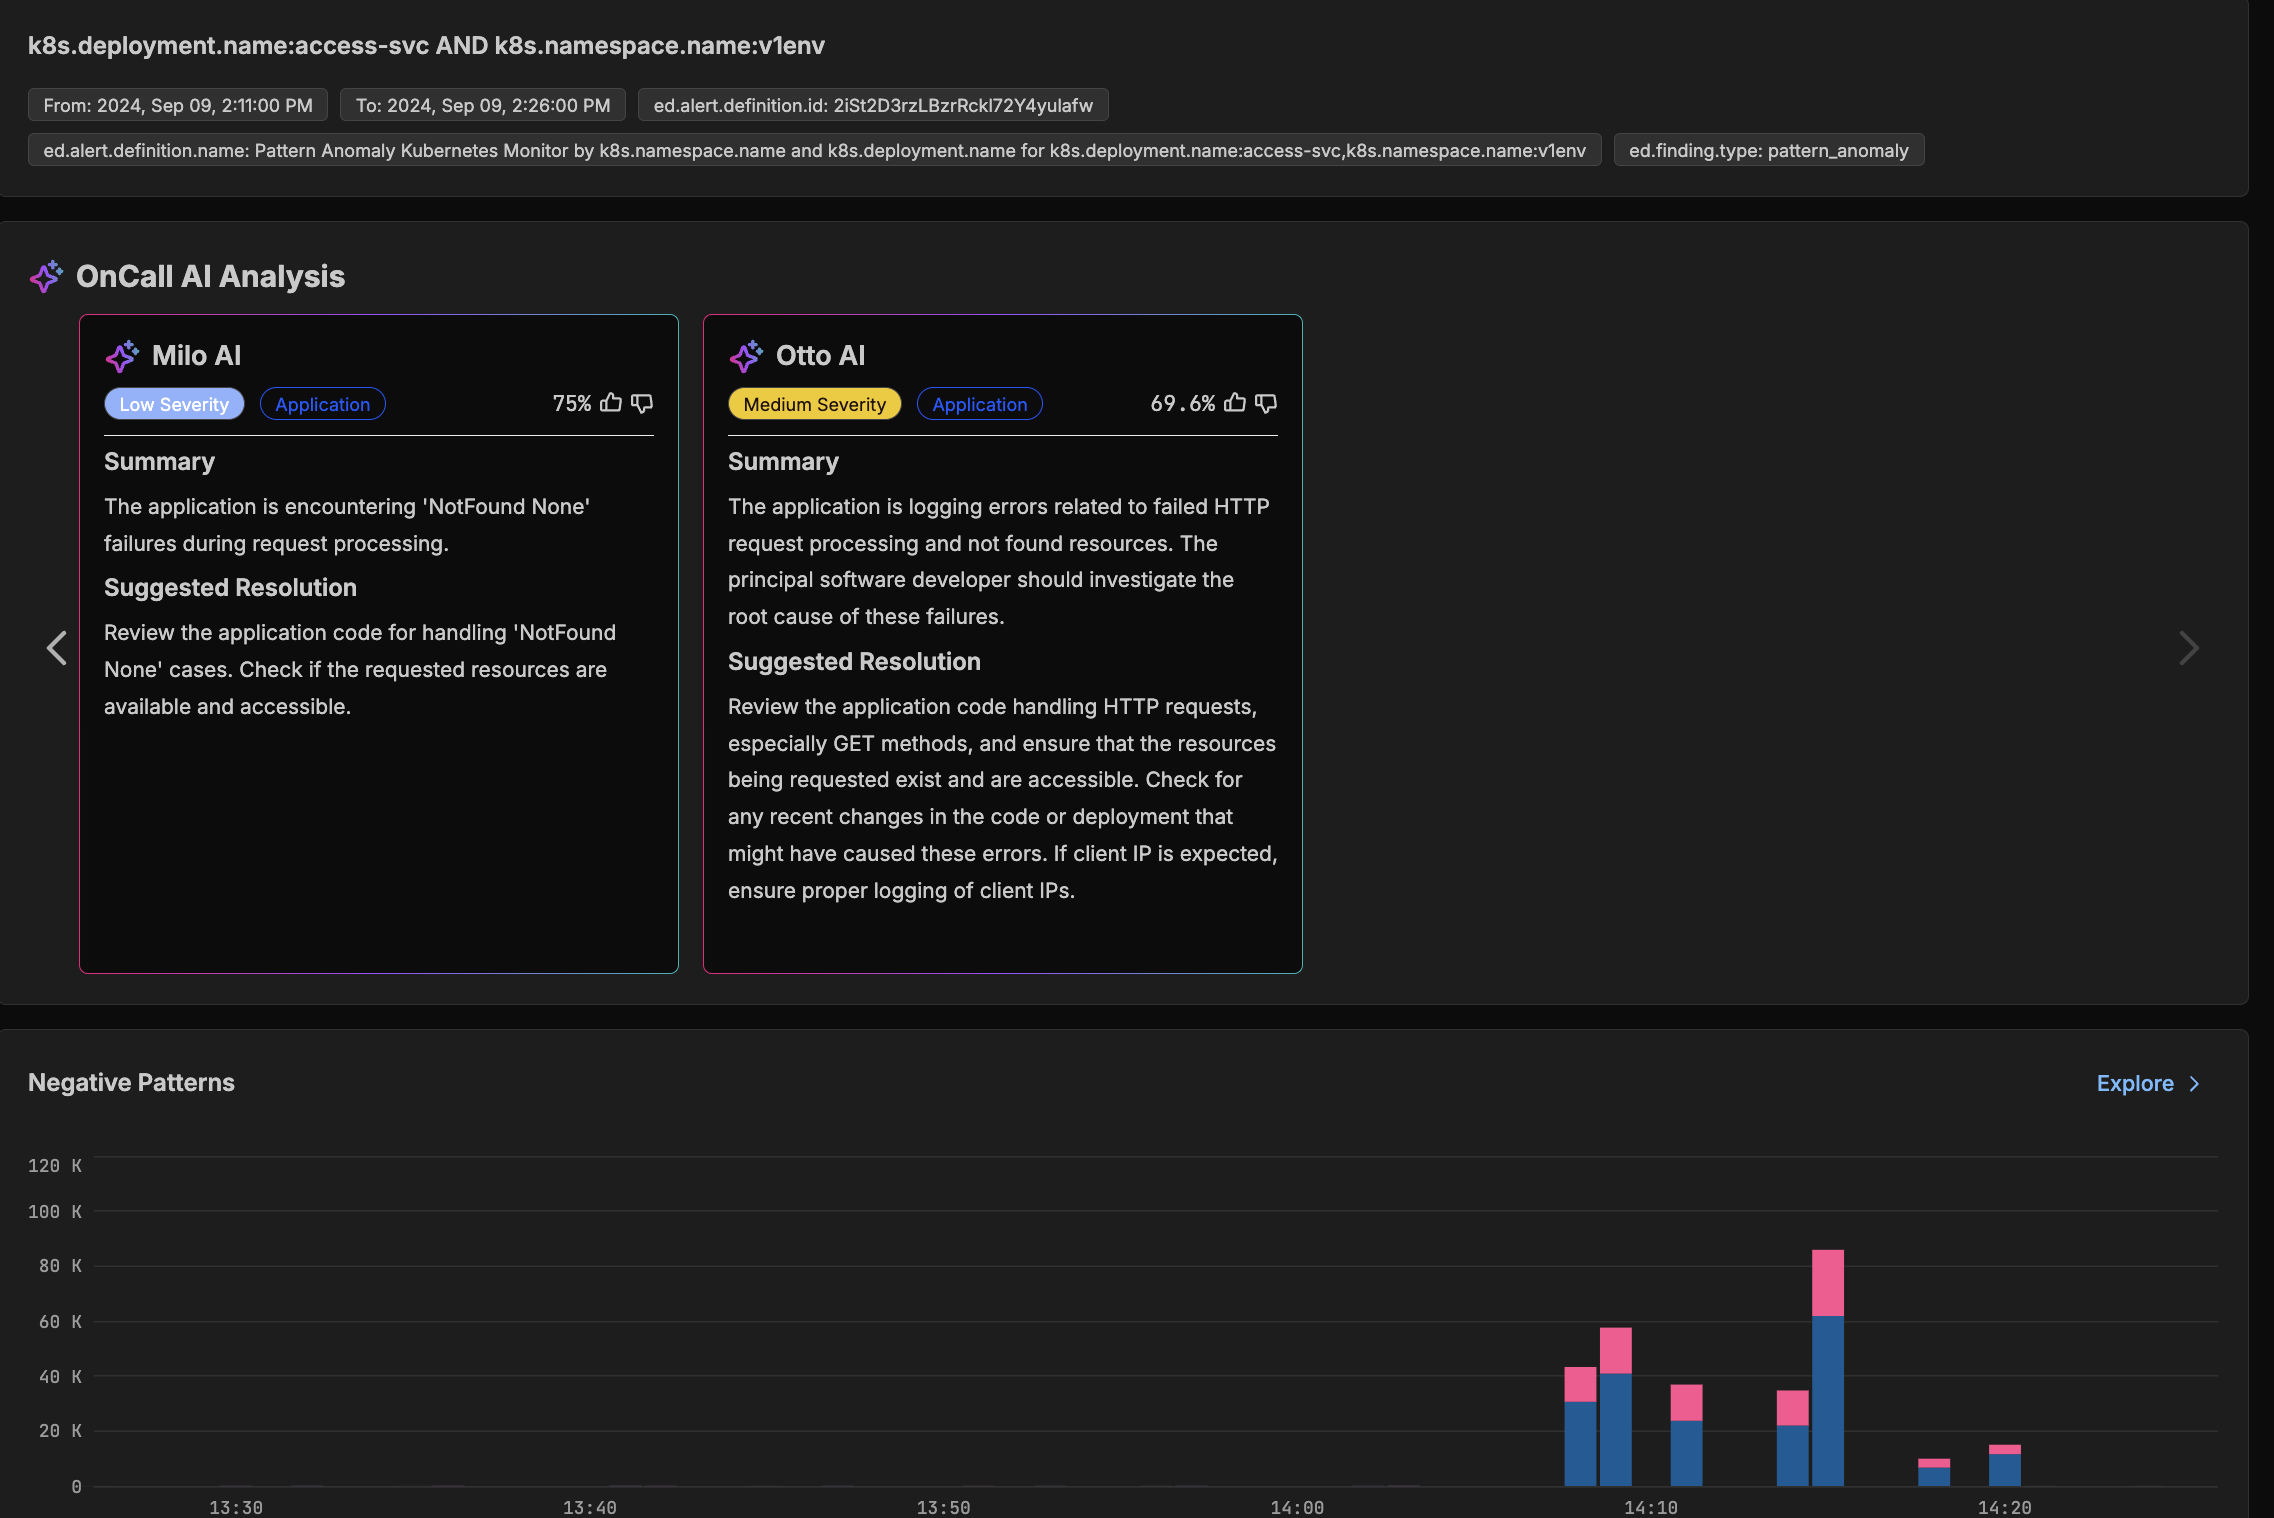 k8s.deployment.name:access-svc AND k8s.namespace.name:v1env
From: 2024, Sep 09, 2:11:00 PM
To: 2024, Sep 09, 2:26:00 PM
ed.alert.definition.id: 2iSt2D3rzLBzrRckl72Y4yulafw
ed.alert.definition.name: Pattern Anomaly Kubernetes Monitor by k8s.namespace.name and k8s.deployment.name for k8s.deployment.name:access-svc,k8s.namespace.name:v1env
ed.finding.type: pattern_anomaly
OnCall AI Analysis
Milo AI
Low Severity
Application
75%
Summary
The application is encountering 'NotFound None'
failures during request processing.
Suggested Resolution
Review the application code for handling 'NotFound
None' cases. Check if the requested resources are
available and accessible.
Otto AI
Medium Severity
Application
69.6%
Summary
The application is logging errors related to failed HTTP
request processing and not found resources. The
principal software developer should investigate the
root cause of these failures.
Suggested Resolution
Review the application code handling HTTP requests,
especially GET methods, and ensure that the resources
being requested exist and are accessible. Check for
any recent changes in the code or deployment that
might have caused these errors. If client IP is expected,
ensure proper logging of client IPs.
Negative Patterns
Explore
120 K
100 K
80 K
60 K
40 K
20 K
0
13:30
13:40
13:50
14:00
14:10
14:20